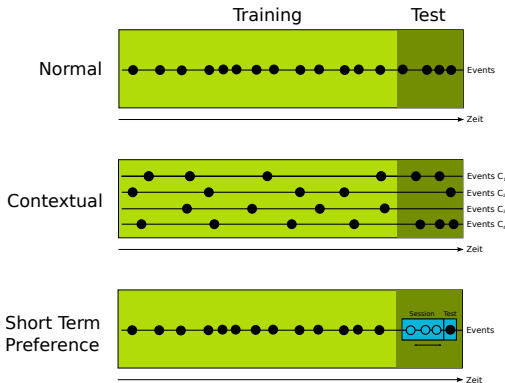 Training Test
Normal
Events
Zeit
Contextual
Events C
Events C
Events C
Events C
Zeit
Short Term
Preference
Session Test
Events
Zeit